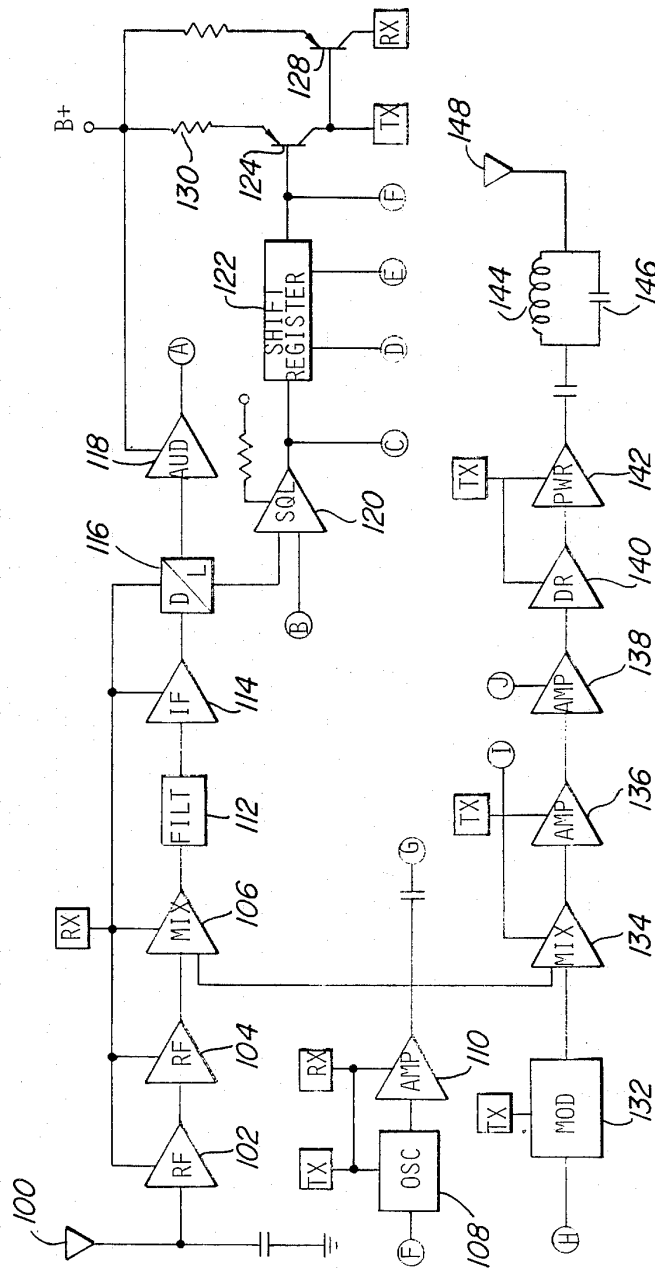 100
RF
102
RF
104
RX
MIX
106
FILT
112
IF
114
D
L
116
AUD
118
A
B+
130
124
128
RX
TX
SHIFT
REGISTER
122
F
E
D
C
SQL
120
B
F
OSC
108
TX
RX
AMP
110
G
H
MOD
132
TX
MIX
134
AMP
136
TX
I
AMP
138
J
DR
140
PWR
142
TX
144
146
148